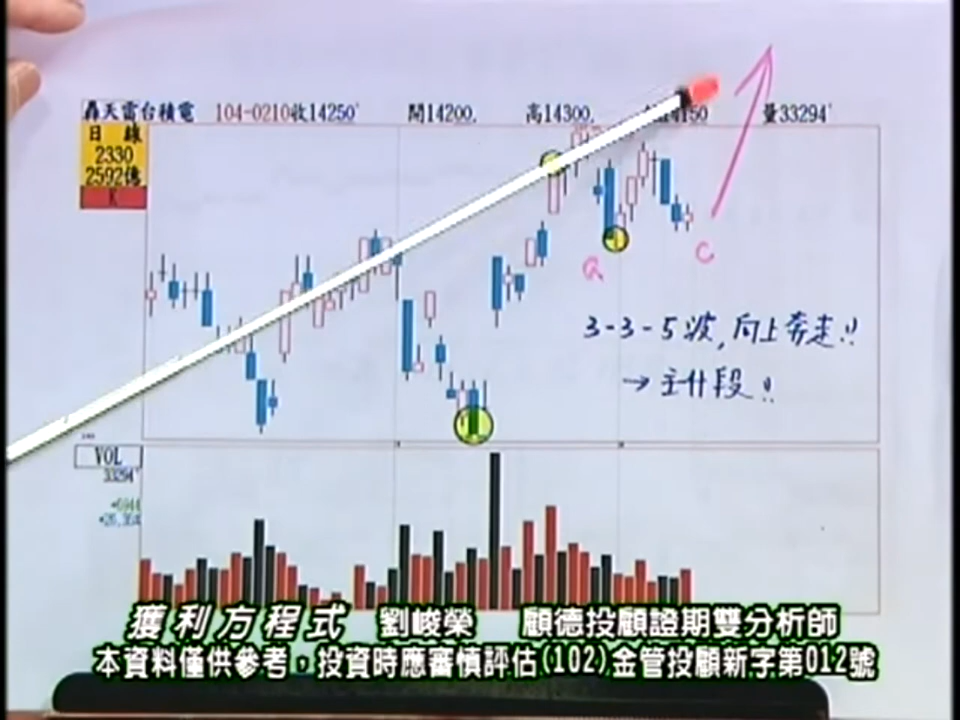 轟天雷台積電 104-0210收14250' 開14200. 高14300. 150 量33294'
日線
2330
2592億
K
a
c
3-3-5波,向上奔走!!
→主升段!!
VOL
33294'
獲利方程式 劉峻榮 顧德投顧證期雙分析師
本資料僅供參考,投資時應審慎評估(102)金管投顧新字第012號